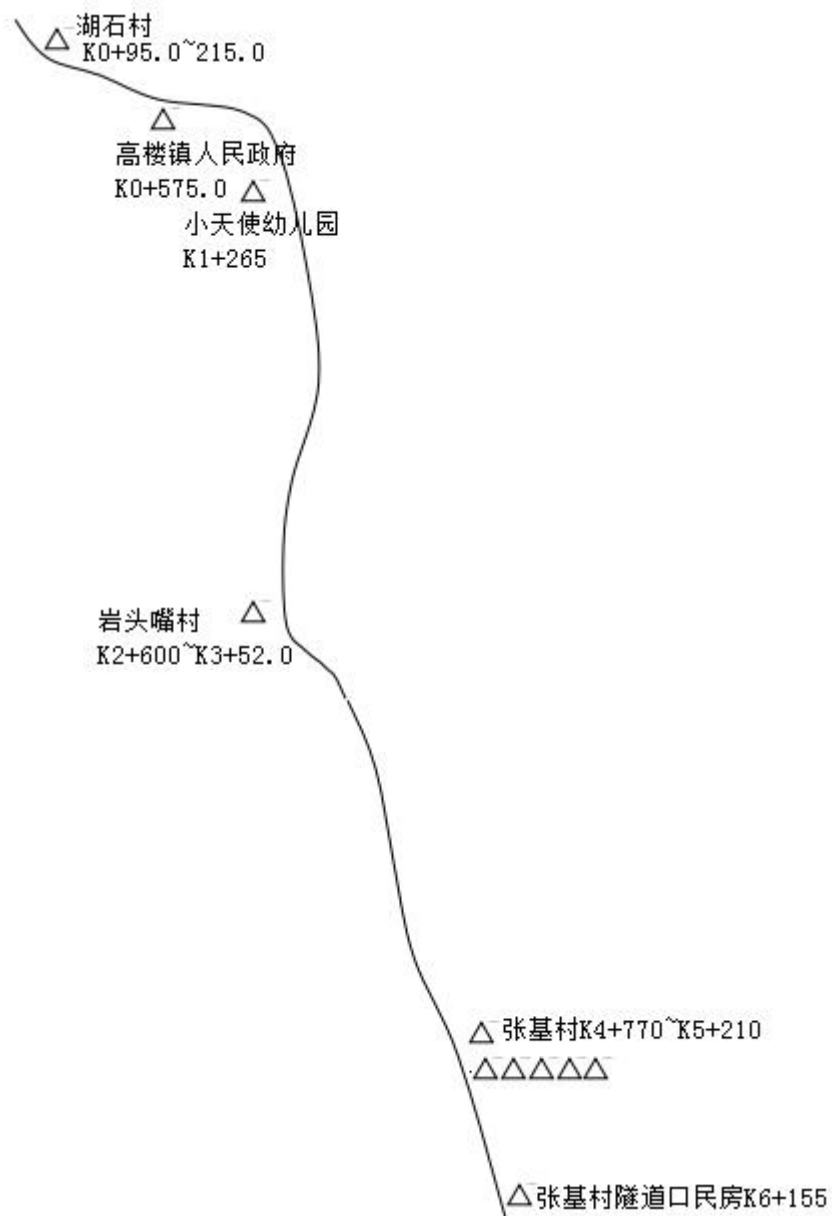 湖石村
K0+95.0~215.0
高楼镇人民政府
K0+575.0
小天使幼儿园
K1+265
岩头嘴村
K2+600~K3+52.0
张基村K4+770~K5+210
张基村隧道口民房K6+155